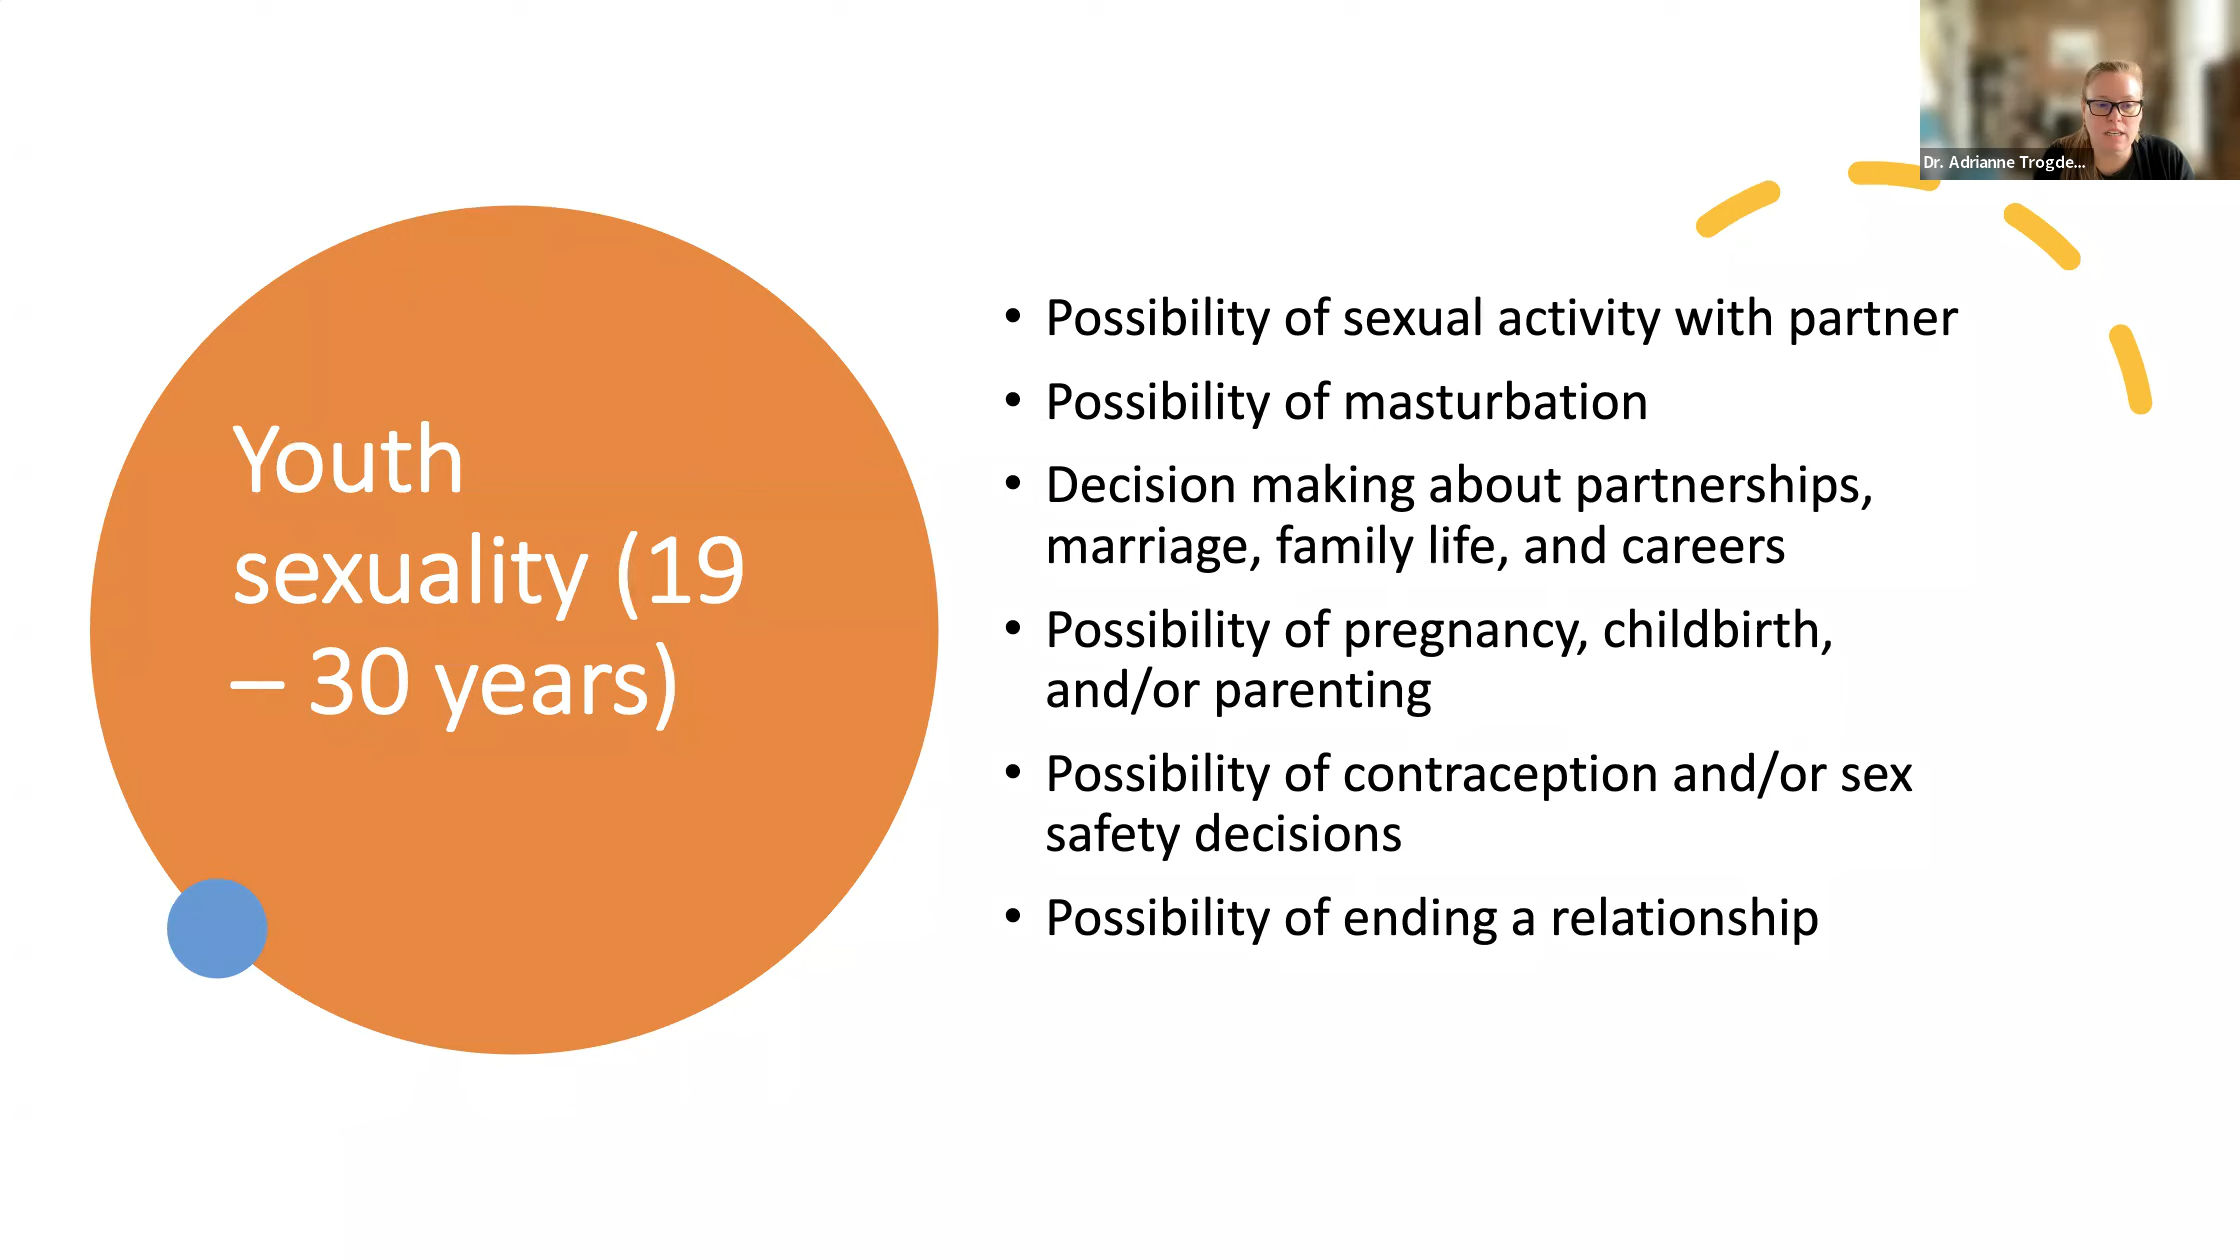 Dr. Adrianne Trogde...
Youth
sexuality (19
– 30 years)
• Possibility of sexual activity with partner
• Possibility of masturbation
• Decision making about partnerships,
marriage, family life, and careers
• Possibility of pregnancy, childbirth,
and/or parenting
• Possibility of contraception and/or sex
safety decisions
• Possibility of ending a relationship